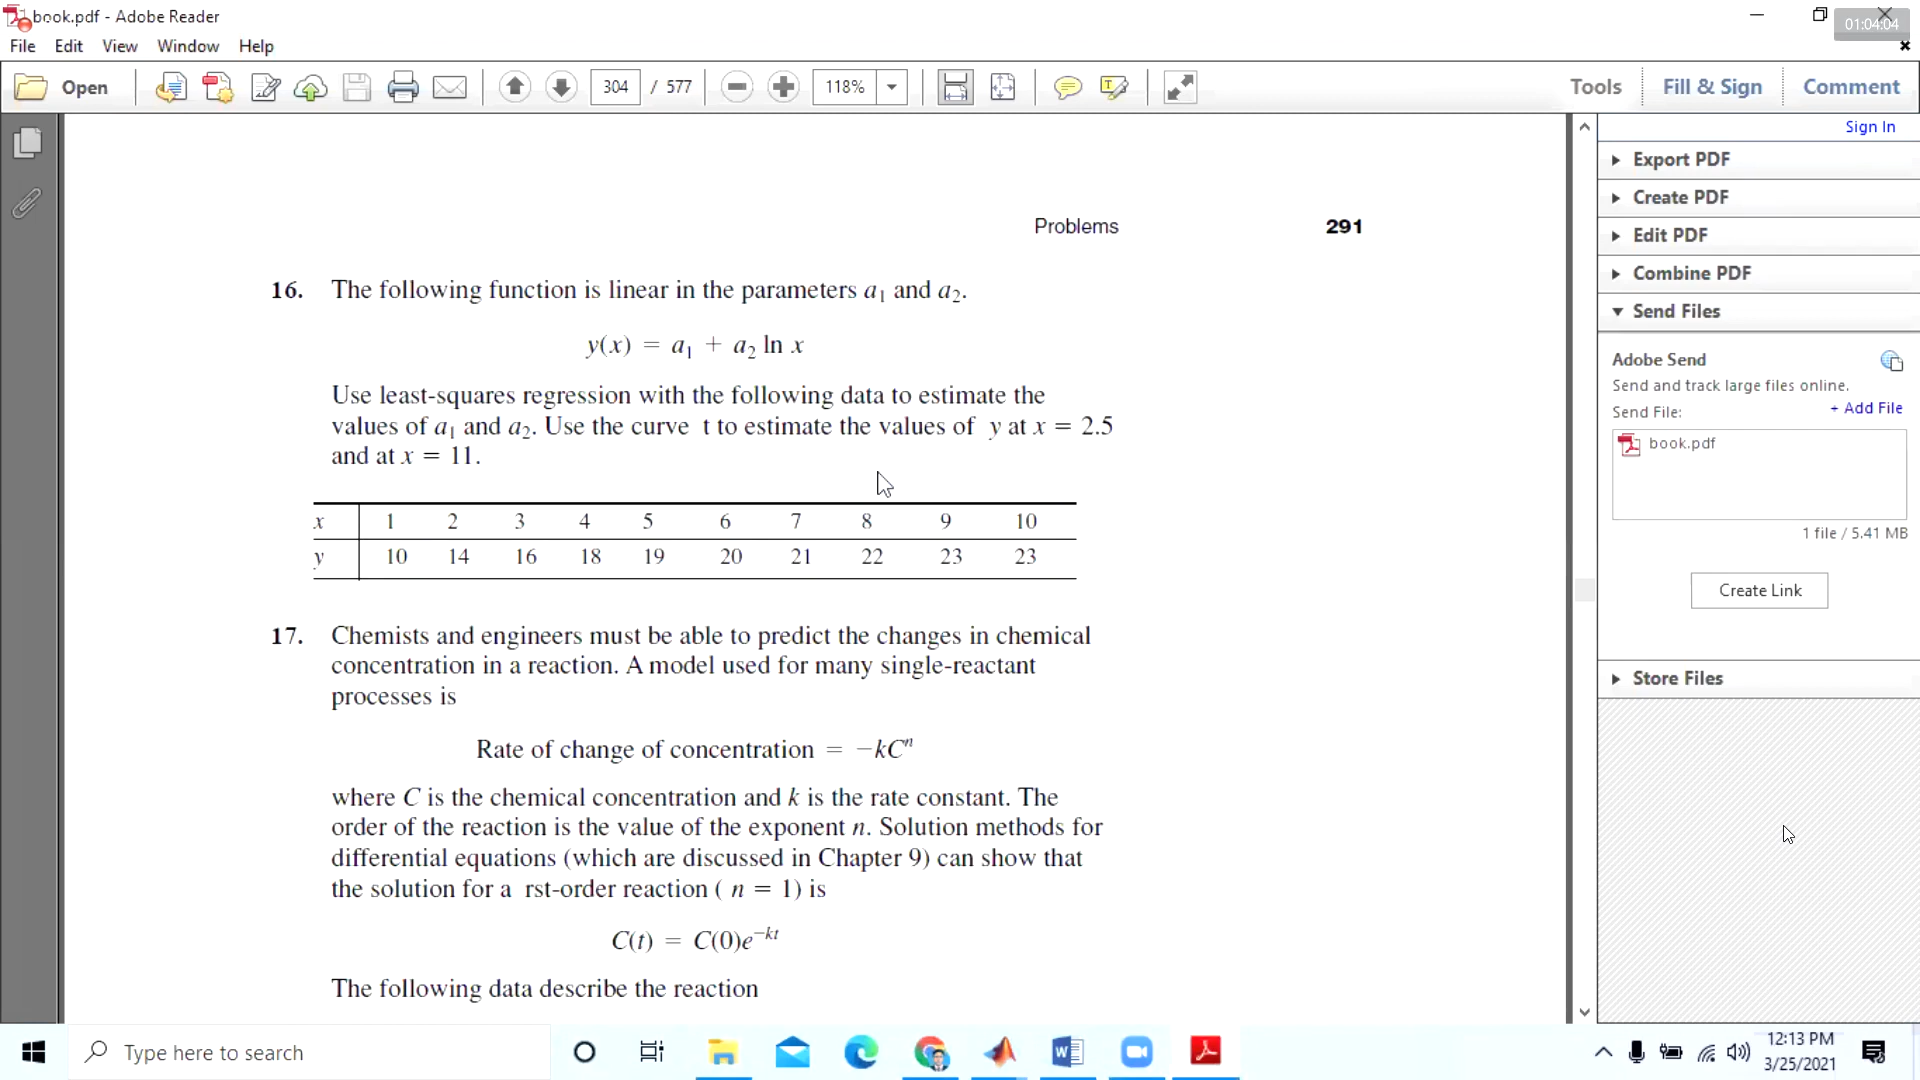 book.pdf - Adobe Reader
01:04:04
File Edit View Window Help
Open 304 / 577 118% Tools Fill & Sign Comment
Sign In
Export PDF
Create PDF
Edit PDF
Combine PDF
Send Files
Adobe Send
Send and track large files online.
Send File: + Add File
book.pdf
1 file / 5.41 MB
Create Link
Store Files
Problems 291
16. The following function is linear in the parameters a₁ and a₂.
y(x) = a₁ + a₂ ln x
Use least-squares regression with the following data to estimate the
values of a₁ and a₂. Use the curve t to estimate the values of y at x = 2.5
and at x = 11.
x 1 2 3 4 5 6 7 8 9 10
y 10 14 16 18 19 20 21 22 23 23
17. Chemists and engineers must be able to predict the changes in chemical
concentration in a reaction. A model used for many single-reactant
processes is
Rate of change of concentration = −kCⁿ
where C is the chemical concentration and k is the rate constant. The
order of the reaction is the value of the exponent n. Solution methods for
differential equations (which are discussed in Chapter 9) can show that
the solution for a rst-order reaction ( n = 1) is
C(t) = C(0)e⁻ᵏᵗ
The following data describe the reaction
Type here to search
12:13 PM
3/25/2021